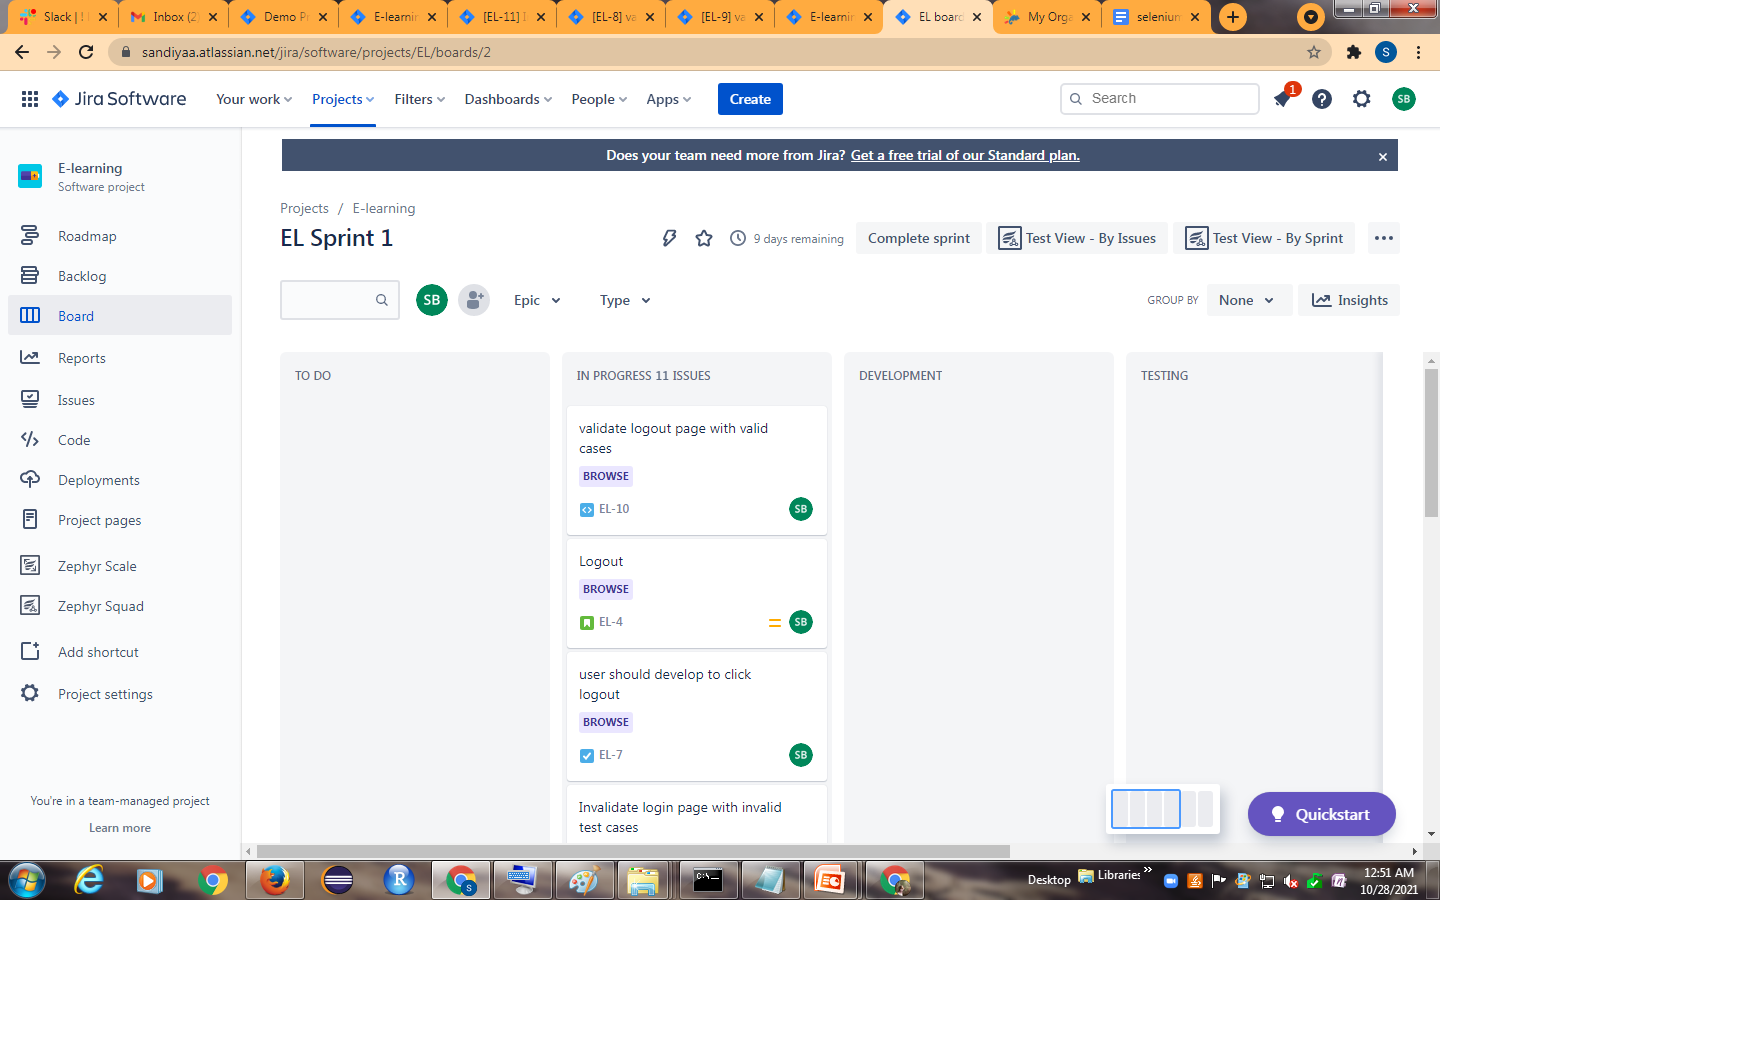 Slack | !
Inbox (2)
Demo Pr
E-learnin
[EL-11] I
[EL-8] va
[EL-9] va
E-learnin
EL board
My Orga
selenium
sandiyaa.atlassian.net/jira/software/projects/EL/boards/2
S
Jira Software
Your work
Projects
Filters
Dashboards
People
Apps
Create
Search
1
SB
Does your team need more from Jira? Get a free trial of our Standard plan.
E-learning
Software project
Roadmap
Backlog
Board
Reports
Issues
Code
Deployments
Project pages
Zephyr Scale
Zephyr Squad
Add shortcut
Project settings
You're in a team-managed project
Learn more
Projects / E-learning
EL Sprint 1
9 days remaining
Complete sprint
Test View - By Issues
Test View - By Sprint
SB
Epic
Type
GROUP BY
None
Insights
TO DO
IN PROGRESS 11 ISSUES
validate logout page with valid
cases
BROWSE
EL-10
SB
Logout
BROWSE
EL-4
SB
user should develop to click
logout
BROWSE
EL-7
SB
Invalidate login page with invalid
test cases
DEVELOPMENT
TESTING
Quickstart
R
S
C:\
Desktop
Libraries
12:51 AM
10/28/2021